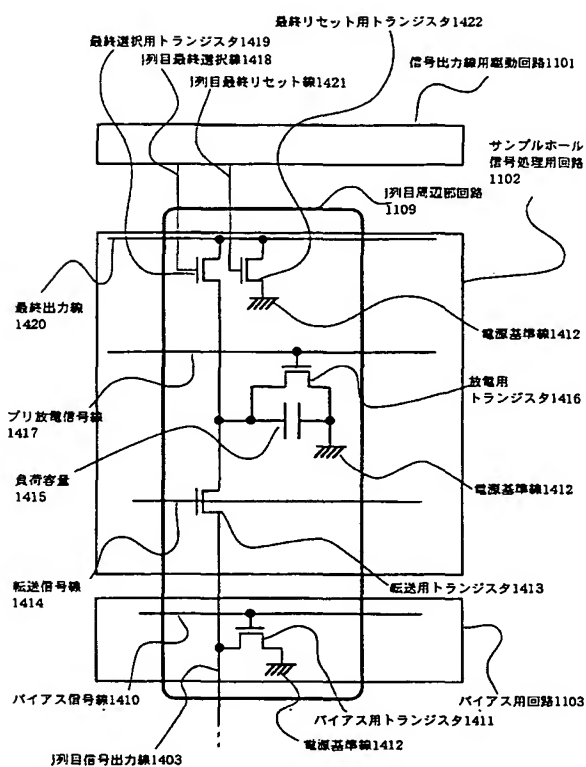 最終リセット用トランジスタ1422
最終選択用トランジスタ1419
J列目最終選択線1418
J列目最終リセット線1421
信号出力線用駆動回路1101
サンプルホール
信号処理用回路
1102
J列目周辺部回路
1109
最終出力線
1420
電源基準線1412
放電用
トランジスタ1416
プリ放電信号線
1417
負荷容量
1415
電源基準線1412
転送信号線
1414
転送用トランジスタ1413
バイアス信号線1410
バイアス用回路1103
バイアス用トランジスタ1411
電源基準線1412
J列目信号出力線1403